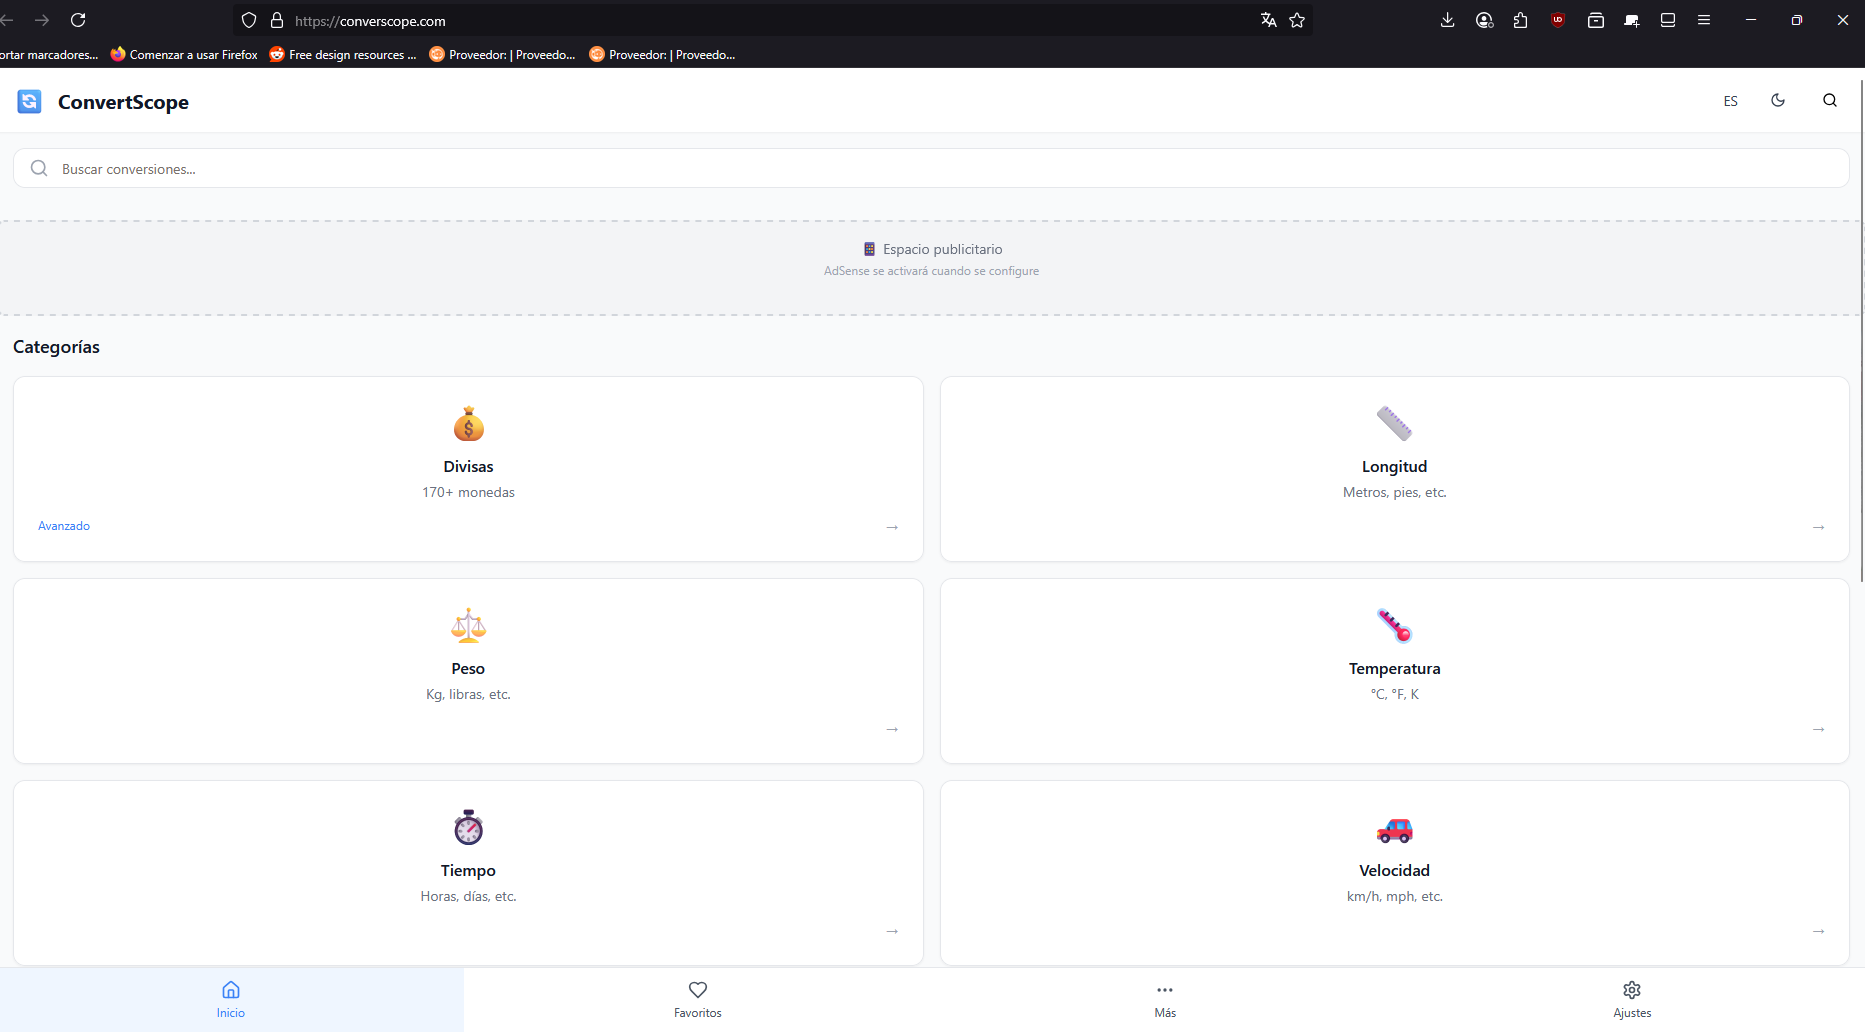 https://converscope.com
ortar marcadores... Comenzar a usar Firefox Free design resources ... Proveedor: | Proveedo... Proveedor: | Proveedo...
ConvertScope
ES
Buscar conversiones...
Espacio publicitario
AdSense se activará cuando se configure
Categorías
Divisas
170+ monedas
Avanzado →
Longitud
Metros, pies, etc.
→
Peso
Kg, libras, etc.
→
Temperatura
°C, °F, K
→
Tiempo
Horas, días, etc.
→
Velocidad
km/h, mph, etc.
→
Inicio
Favoritos
Más
Ajustes